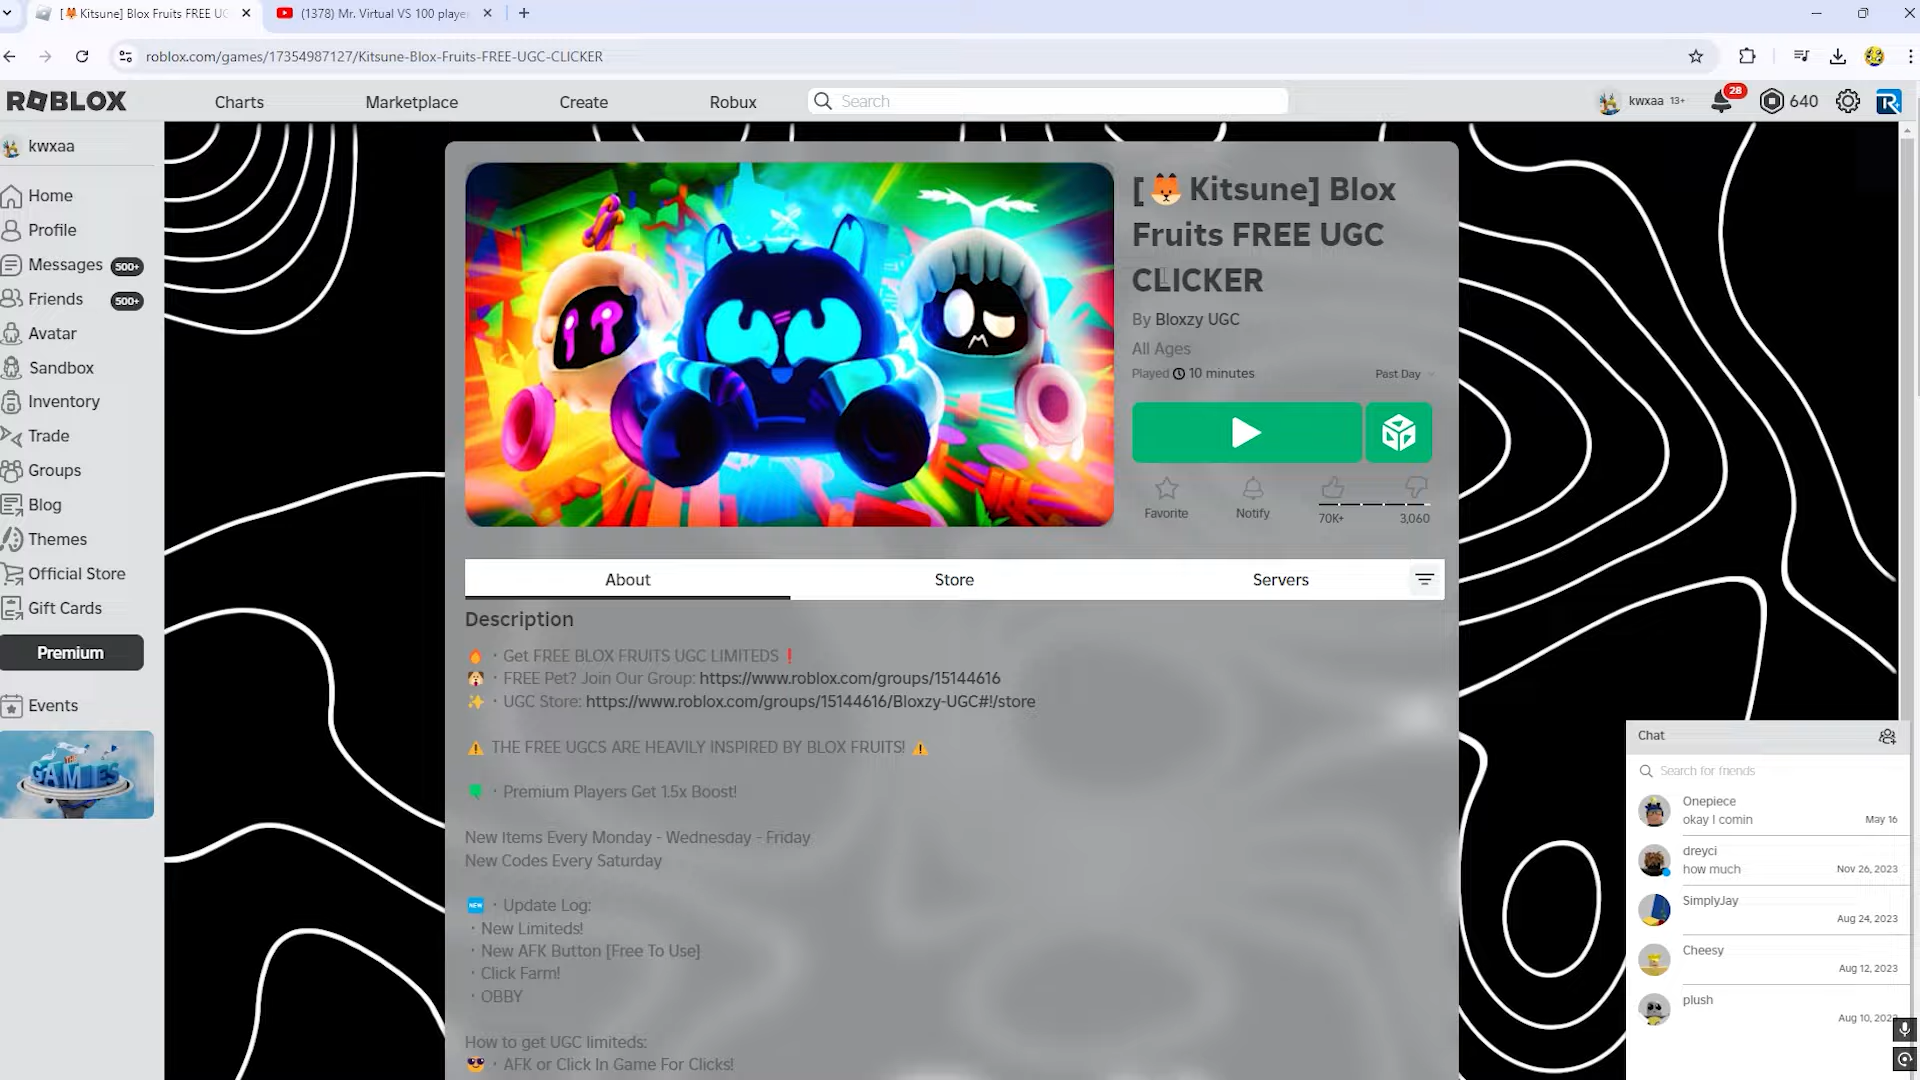 [🦊Kitsune] Blox Fruits FREE UG
(1378) Mr. Virtual VS 100 playe
roblox.com/games/17354987127/Kitsune-Blox-Fruits-FREE-UGC-CLICKER
ROBLOX
Charts
Marketplace
Create
Robux
Search
kwxaa 13+
28
640
kwxaa
Home
Profile
Messages 500+
Friends 500+
Avatar
Sandbox
Inventory
Trade
Groups
Blog
Themes
Official Store
Gift Cards
Premium
Events
THE GAMES
[🦊Kitsune] Blox
Fruits FREE UGC
CLICKER
By Bloxzy UGC
All Ages
Played 10 minutes
Past Day
Favorite
Notify
70K+
3,060
About
Store
Servers
Description
🔥 · Get FREE BLOX FRUITS UGC LIMITEDS❗
🐶 · FREE Pet? Join Our Group: https://www.roblox.com/groups/15144616
✨ · UGC Store: https://www.roblox.com/groups/15144616/Bloxzy-UGC#!/store
⚠️ THE FREE UGCS ARE HEAVILY INSPIRED BY BLOX FRUITS! ⚠️
· Premium Players Get 1.5x Boost!
New Items Every Monday - Wednesday - Friday
New Codes Every Saturday
🆕 · Update Log:
· New Limiteds!
· New AFK Button [Free To Use]
· Click Farm!
· OBBY
How to get UGC limiteds:
😎 · AFK or Click In Game For Clicks!
Chat
Search for friends
Onepiece
okay I comin
May 16
dreyci
how much
Nov 26, 2023
SimplyJay
Aug 24, 2023
Cheesy
Aug 12, 2023
plush
Aug 10, 2023